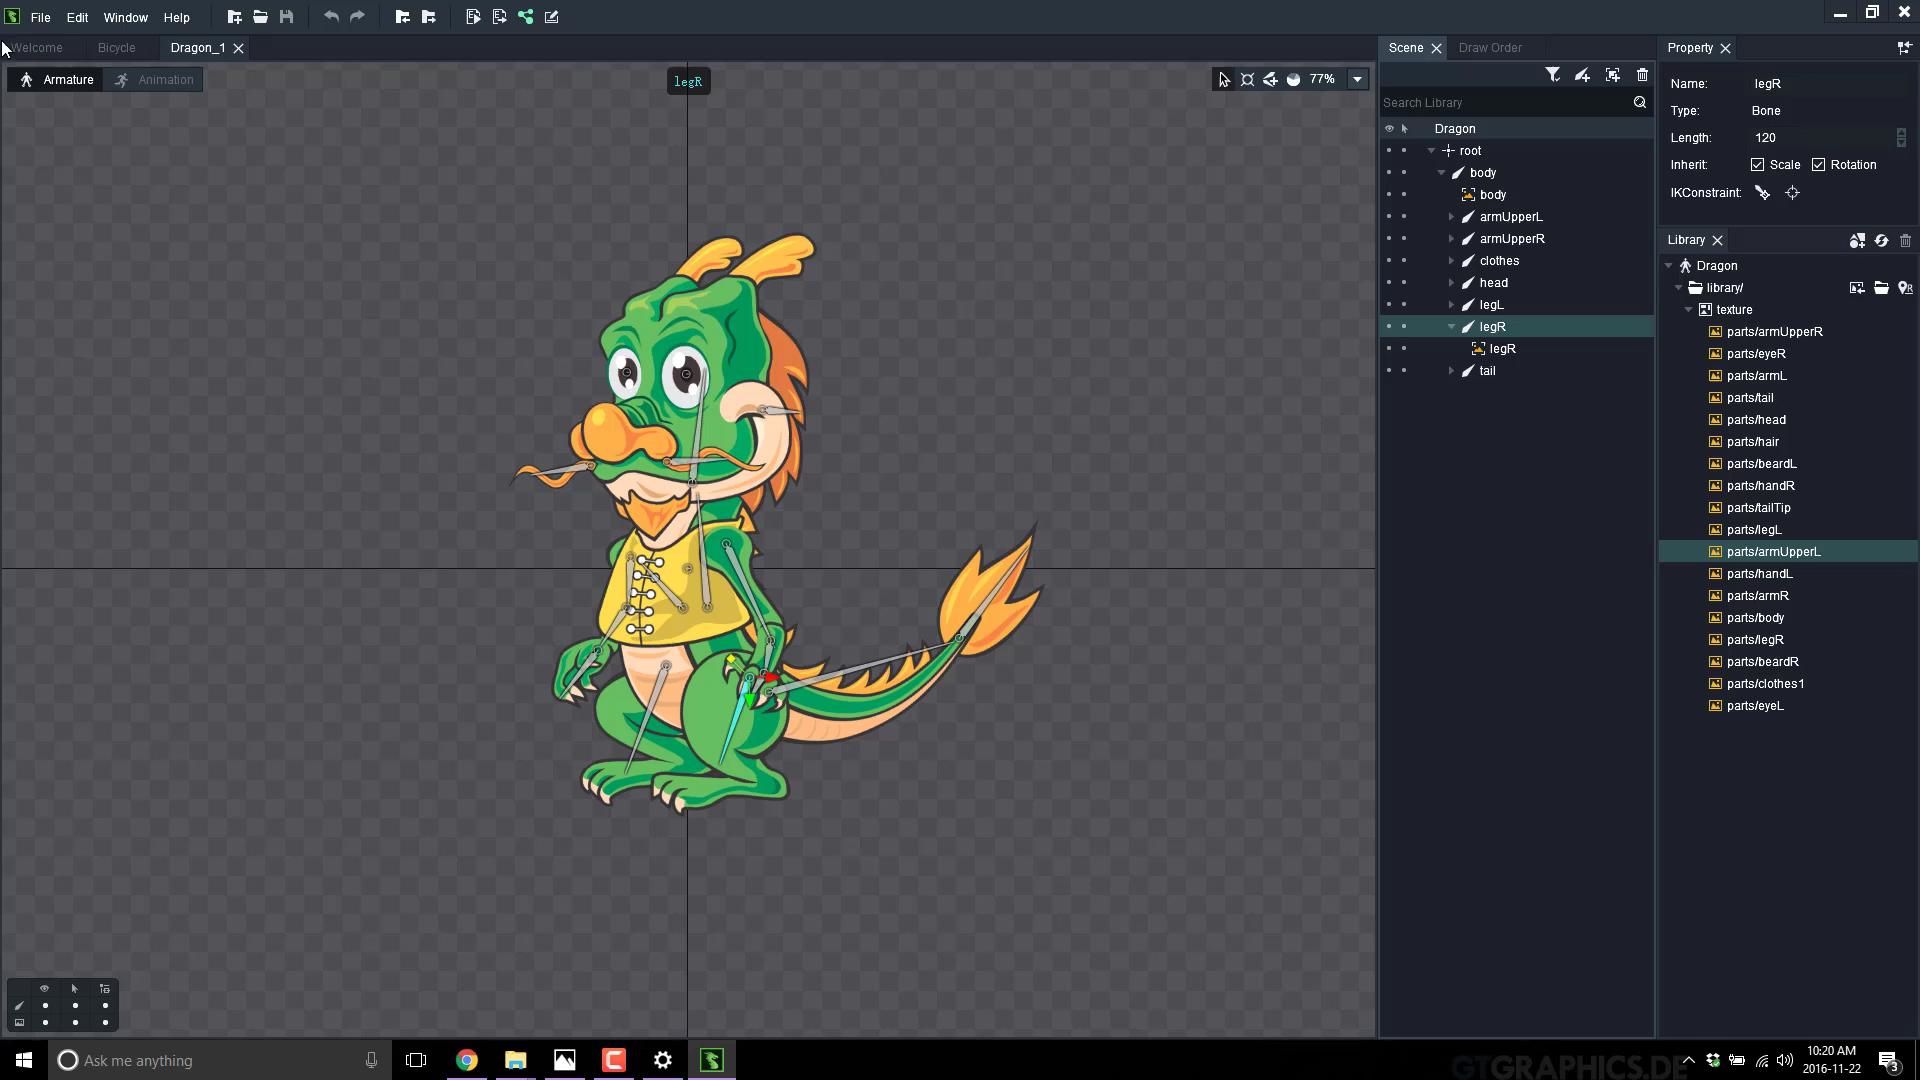 File Edit Window Help
Welcome Bicycle Dragon_1
Armature Animation
legR
77%
Scene Draw Order
Search Library
Dragon
root
body
body
armUpperL
armUpperR
clothes
head
legL
legR
legR
tail
Property
Name: legR
Type: Bone
Length: 120
Inherit: Scale Rotation
IKConstraint:
Library
Dragon
library/
texture
parts/armUpperR
parts/eyeR
parts/armL
parts/tail
parts/head
parts/hair
parts/beardL
parts/handR
parts/tailTip
parts/legL
parts/armUpperL
parts/handL
parts/armR
parts/body
parts/legR
parts/beardR
parts/clothes1
parts/eyeL
Ask me anything
GTGRAPHICS.DE
10:20 AM
2016-11-22
3